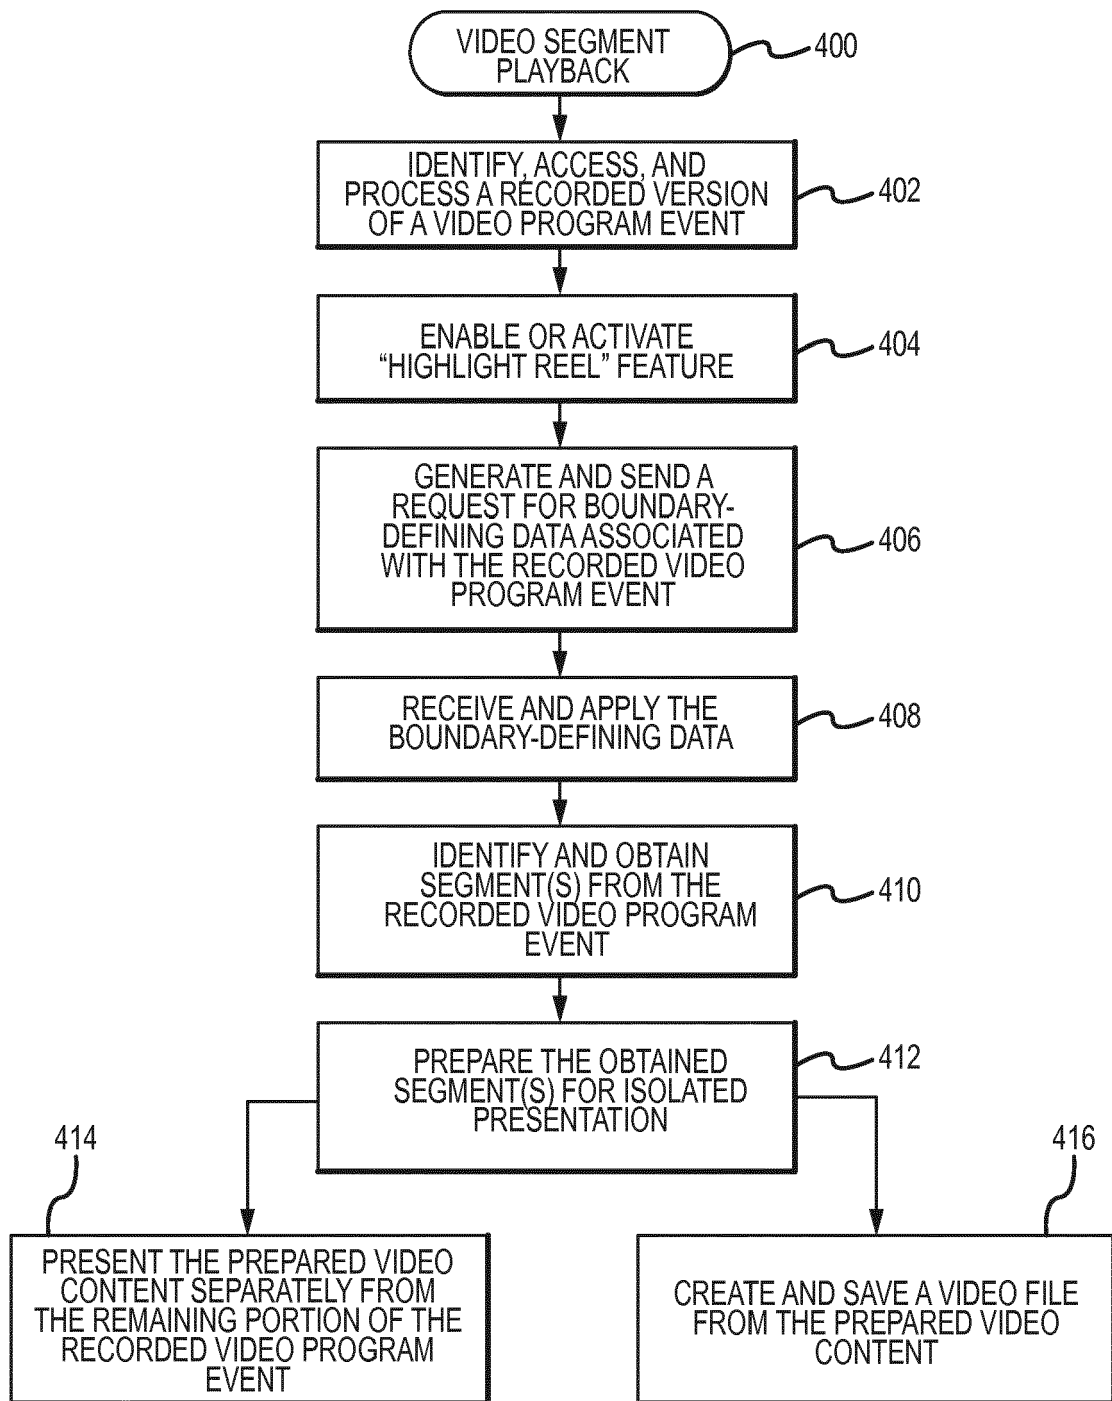 VIDEO SEGMENT
PLAYBACK
400
IDENTIFY, ACCESS, AND
PROCESS A RECORDED VERSION
OF A VIDEO PROGRAM EVENT
402
ENABLE OR ACTIVATE
“HIGHLIGHT REEL” FEATURE
404
GENERATE AND SEND A
REQUEST FOR BOUNDARY-
DEFINING DATA ASSOCIATED
WITH THE RECORDED VIDEO
PROGRAM EVENT
406
RECEIVE AND APPLY THE
BOUNDARY-DEFINING DATA
408
IDENTIFY AND OBTAIN
SEGMENT(S) FROM THE
RECORDED VIDEO PROGRAM
EVENT
410
PREPARE THE OBTAINED
SEGMENT(S) FOR ISOLATED
PRESENTATION
412
414
PRESENT THE PREPARED VIDEO
CONTENT SEPARATELY FROM
THE REMAINING PORTION OF THE
RECORDED VIDEO PROGRAM
EVENT
416
CREATE AND SAVE A VIDEO FILE
FROM THE PREPARED VIDEO
CONTENT